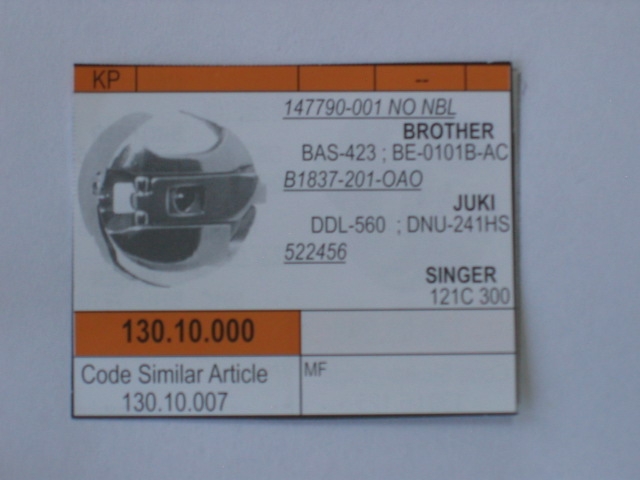 KP --
147790-001 NO NBL
BROTHER
BAS-423 ; BE-0101B-AC
B1837-201-OAO
JUKI
DDL-560 ; DNU-241HS
522456
SINGER
121C 300
130.10.000
Code Similar Article
130.10.007
MF